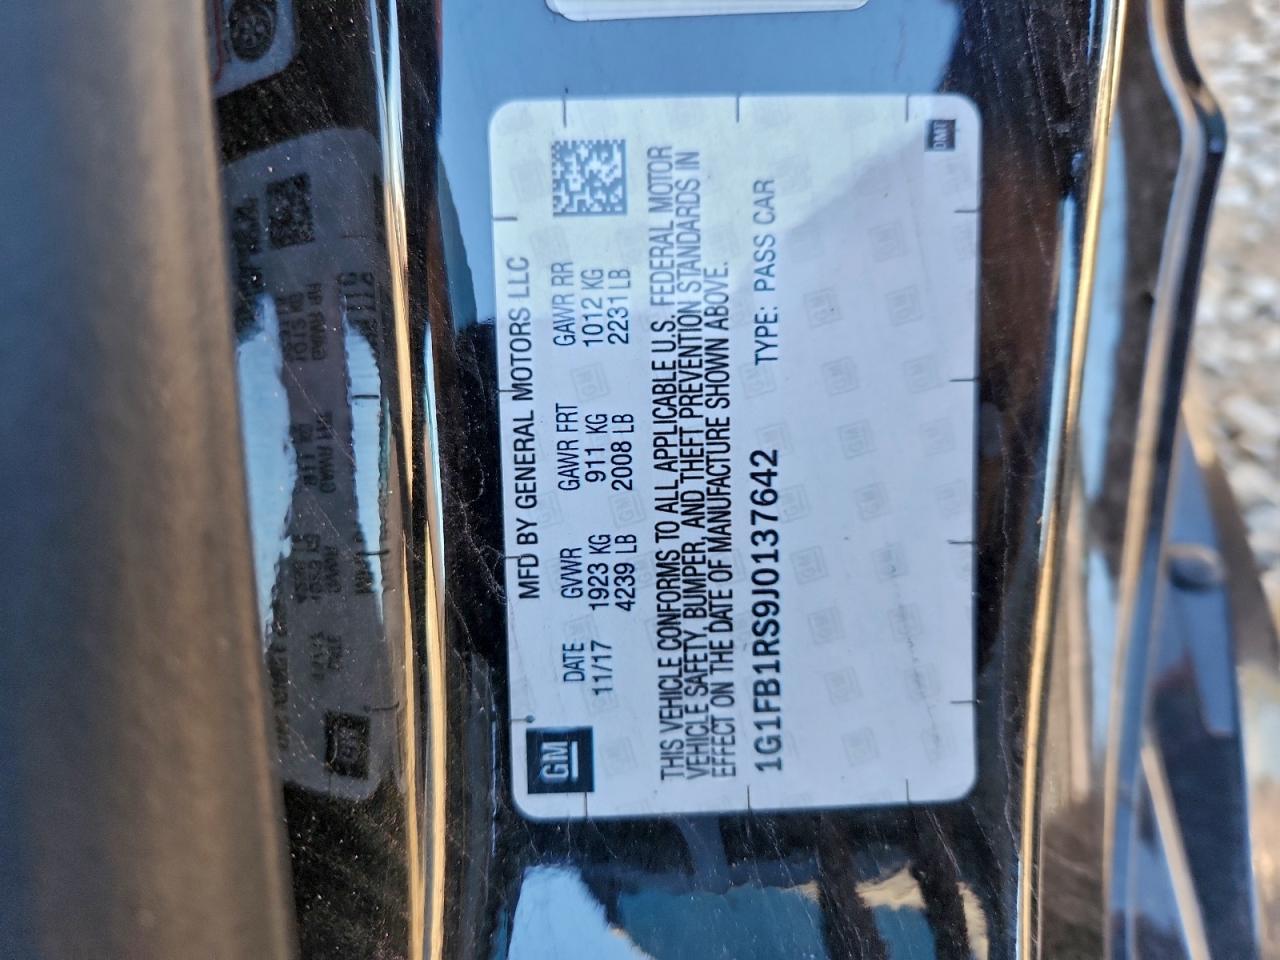 GM
MFD BY GENERAL MOTORS LLC
DATE GVWR GAWR FRT GAWR RR
11/17 1923 KG 911 KG 1012 KG
4239 LB 2008 LB 2231 LB
THIS VEHICLE CONFORMS TO ALL APPLICABLE U.S. FEDERAL MOTOR
VEHICLE SAFETY, BUMPER, AND THEFT PREVENTION STANDARDS IN
EFFECT ON THE DATE OF MANUFACTURE SHOWN ABOVE.
1G1FB1RS9J0137642 TYPE: PASS CAR
DMT